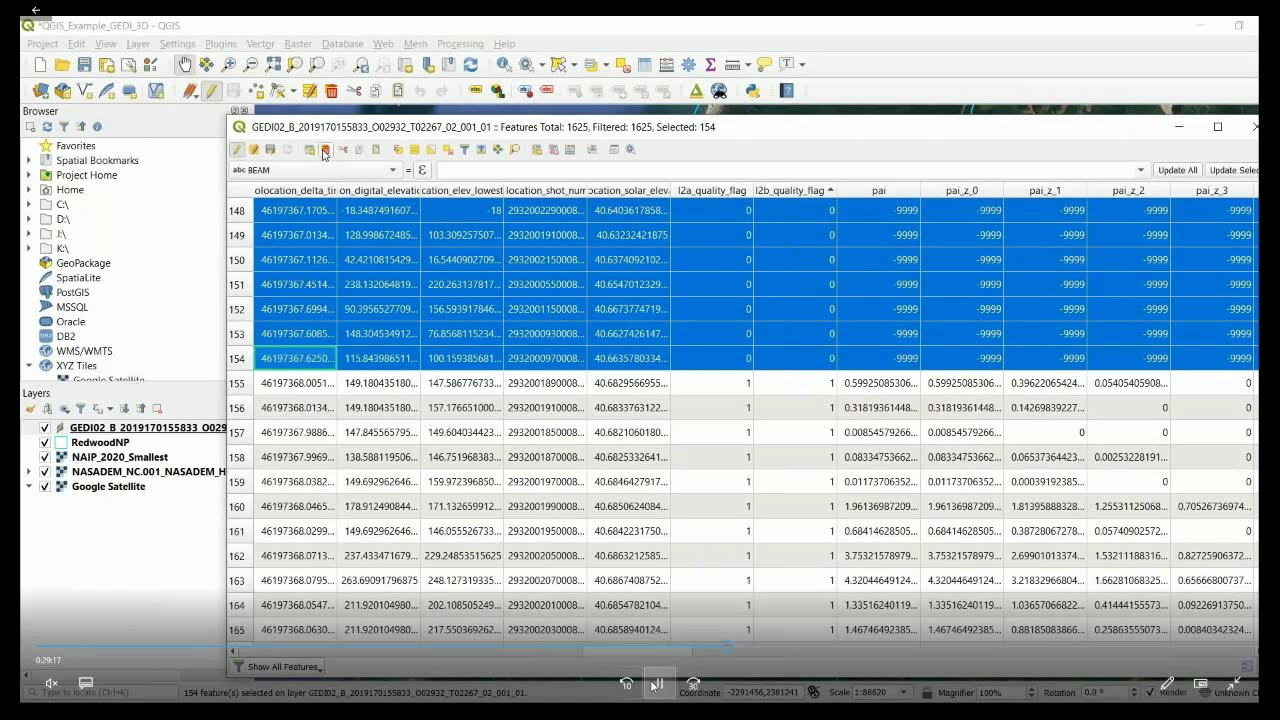 *QGIS_Example_GEDI_3D - QGIS
Project Edit View Layer Settings Plugins Vector Raster Database Web Mesh Processing Help
Browser
Favorites
Spatial Bookmarks
Project Home
Home
C:\
D:\
J:\
K:\
GeoPackage
SpatiaLite
PostGIS
MSSQL
Oracle
DB2
WMS/WMTS
XYZ Tiles
Google Satellite
Layers
GEDI02_B_2019170155833_O029
RedwoodNP
NAIP_2020_Smallest
NASADEM_NC.001_NASADEM_H
Google Satellite
GEDI02_B_2019170155833_O02932_T02267_02_001_01 :: Features Total: 1625, Filtered: 1625, Selected: 154
abc BEAM = ε Update All Update Selec
olocation_delta_tin on_digital_elevatic cation_elev_lowest location_shot_num ocation_solar_elev l2a_quality_flag l2b_quality_flag pai pai_z_0 pai_z_1 pai_z_2 pai_z_3
148 46197367.1705... -18.3487491607... -18 2932002290008... 40.6403617858... 0 0 -9999 -9999 -9999 -9999 -9999
149 46197367.0134... 128.998672485... 103.309257507... 2932001910008... 40.63232421875 0 0 -9999 -9999 -9999 -9999 -9999
150 46197367.1126... 42.4210815429... 16.5440902709... 2932002150008... 40.6374092102... 0 0 -9999 -9999 -9999 -9999 -9999
151 46197367.4514... 238.132064819... 220.263137817... 2932000550008... 40.6547012329... 0 0 -9999 -9999 -9999 -9999 -9999
152 46197367.6994... 90.3956527709... 156.593917846... 2932001150008... 40.6673774719... 0 0 -9999 -9999 -9999 -9999 -9999
153 46197367.6085... 148.304534912... 76.8568115234... 2932000930008... 40.6627426147... 0 0 -9999 -9999 -9999 -9999 -9999
154 46197367.6250... 115.843986511... 100.159385681... 2932000970008... 40.6635780334... 0 0 -9999 -9999 -9999 -9999 -9999
155 46197368.0051... 149.180435180... 147.586776733... 2932001890008... 40.6829566955... 1 1 0.59925085306... 0.59925085306... 0.39622065424... 0.05405405908... 0
156 46197368.0134... 149.180435180... 157.176651000... 2932001910008... 40.6833763122... 1 1 0.31819361448... 0.31819361448... 0.14269839227... 0 0
157 46197367.9886... 147.845565795... 149.604034423... 2932001850008... 40.6821060180... 1 1 0.00854579266... 0.00854579266... 0 0 0
158 46197367.9969... 138.588119506... 146.751968383... 2932001870008... 40.6825332641... 1 1 0.08334753662... 0.08334753662... 0.06537364423... 0.00253228191... 0
159 46197368.0382... 149.692962646... 159.972396850... 2932001970008... 40.6846427917... 1 1 0.01173706352... 0.01173706352... 0.00039192385... 0 0
160 46197368.0465... 178.912490844... 171.132659912... 2932001990008... 40.6850624084... 1 1 1.96136987209... 1.96136987209... 1.81395888328... 1.25531125068... 0.70526736974...
161 46197368.0299... 149.692962646... 146.055526733... 2932001950008... 40.6842231750... 1 1 0.68414628505... 0.68414628505... 0.38728067278... 0.05740902572... 0
162 46197368.0713... 237.433471679... 229.24853515625 2932002050008... 40.6863212585... 1 1 3.75321578979... 3.75321578979... 2.69901013374... 1.53211188316... 0.82725906372...
163 46197368.0795... 263.69091796875 248.127319335... 2932002070008... 40.6867408752... 1 1 4.32044649124... 4.32044649124... 3.21832966804... 1.66281068325... 0.65666800737...
164 46197368.0547... 211.920104980... 202.108505249... 2932002010008... 40.6854782104... 1 1 1.33516240119... 1.33516240119... 1.03657066822... 0.41444155573... 0.09226913750...
165 46197368.0630... 211.920104980... 217.550369262... 2932002030008... 40.6858940124... 1 1 1.46746492385... 1.46746492385... 0.88185083866... 0.25863555073... 0.00840342324...
0:29:17
Show All Features
10 30
Type to locate (Ctrl+K) 154 feature(s) selected on layer GEDI02_B_2019170155833_O02932_T02267_02_001_01. Coordinate -2291456,2381241 Scale 1:88620 Magnifier 100% Rotation 0.0 ° Render Unknown C